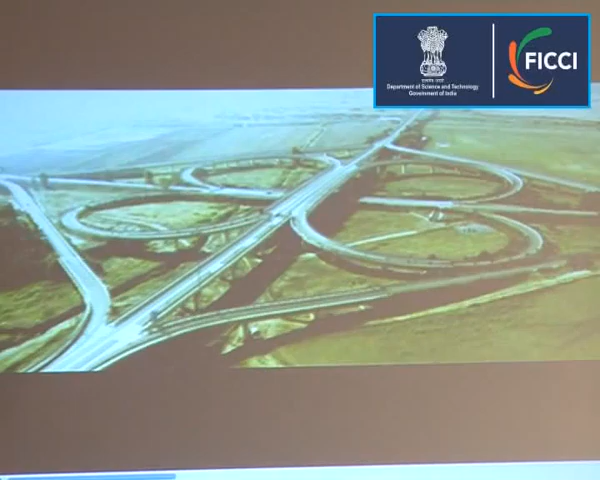 Department of Science and Technology
Government of India
FICCI